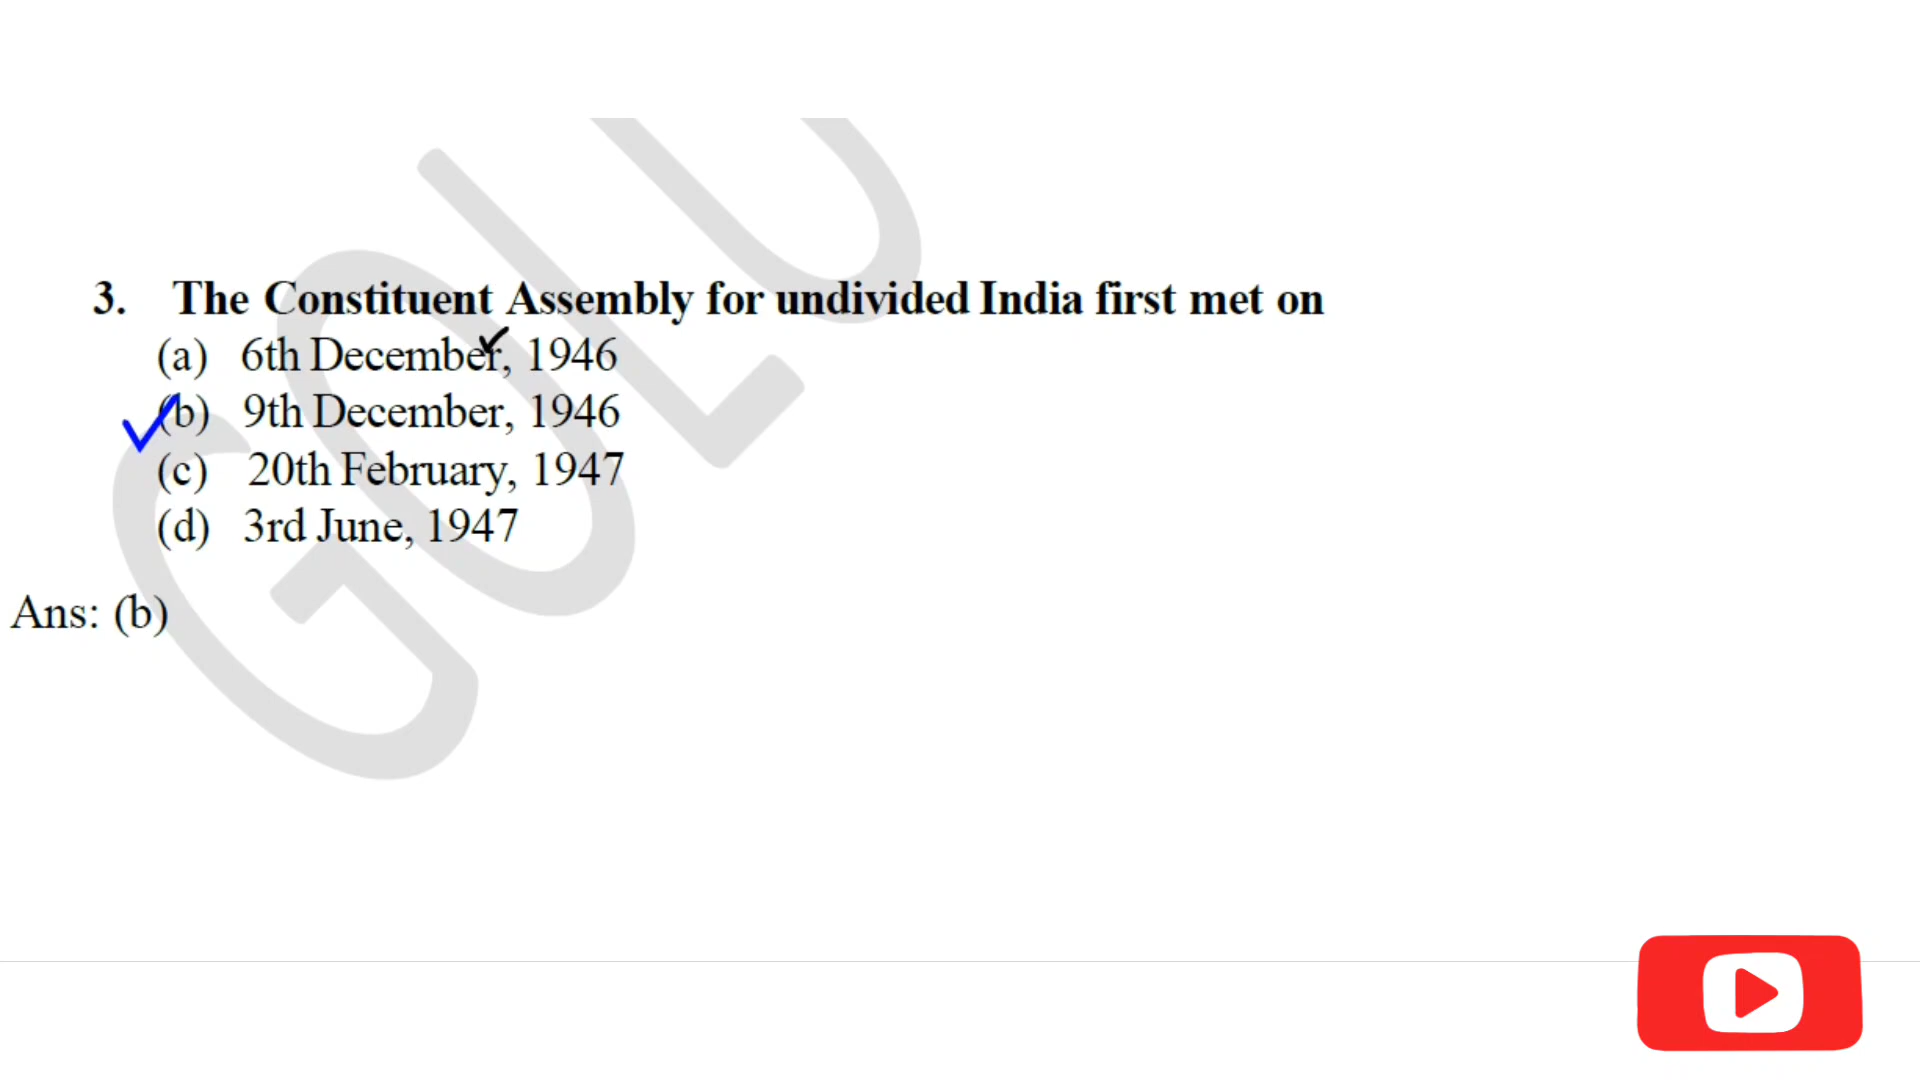 3. The Constituent Assembly for undivided India first met on
(a) 6th December, 1946
(b) 9th December, 1946
(c) 20th February, 1947
(d) 3rd June, 1947
Ans: (b)